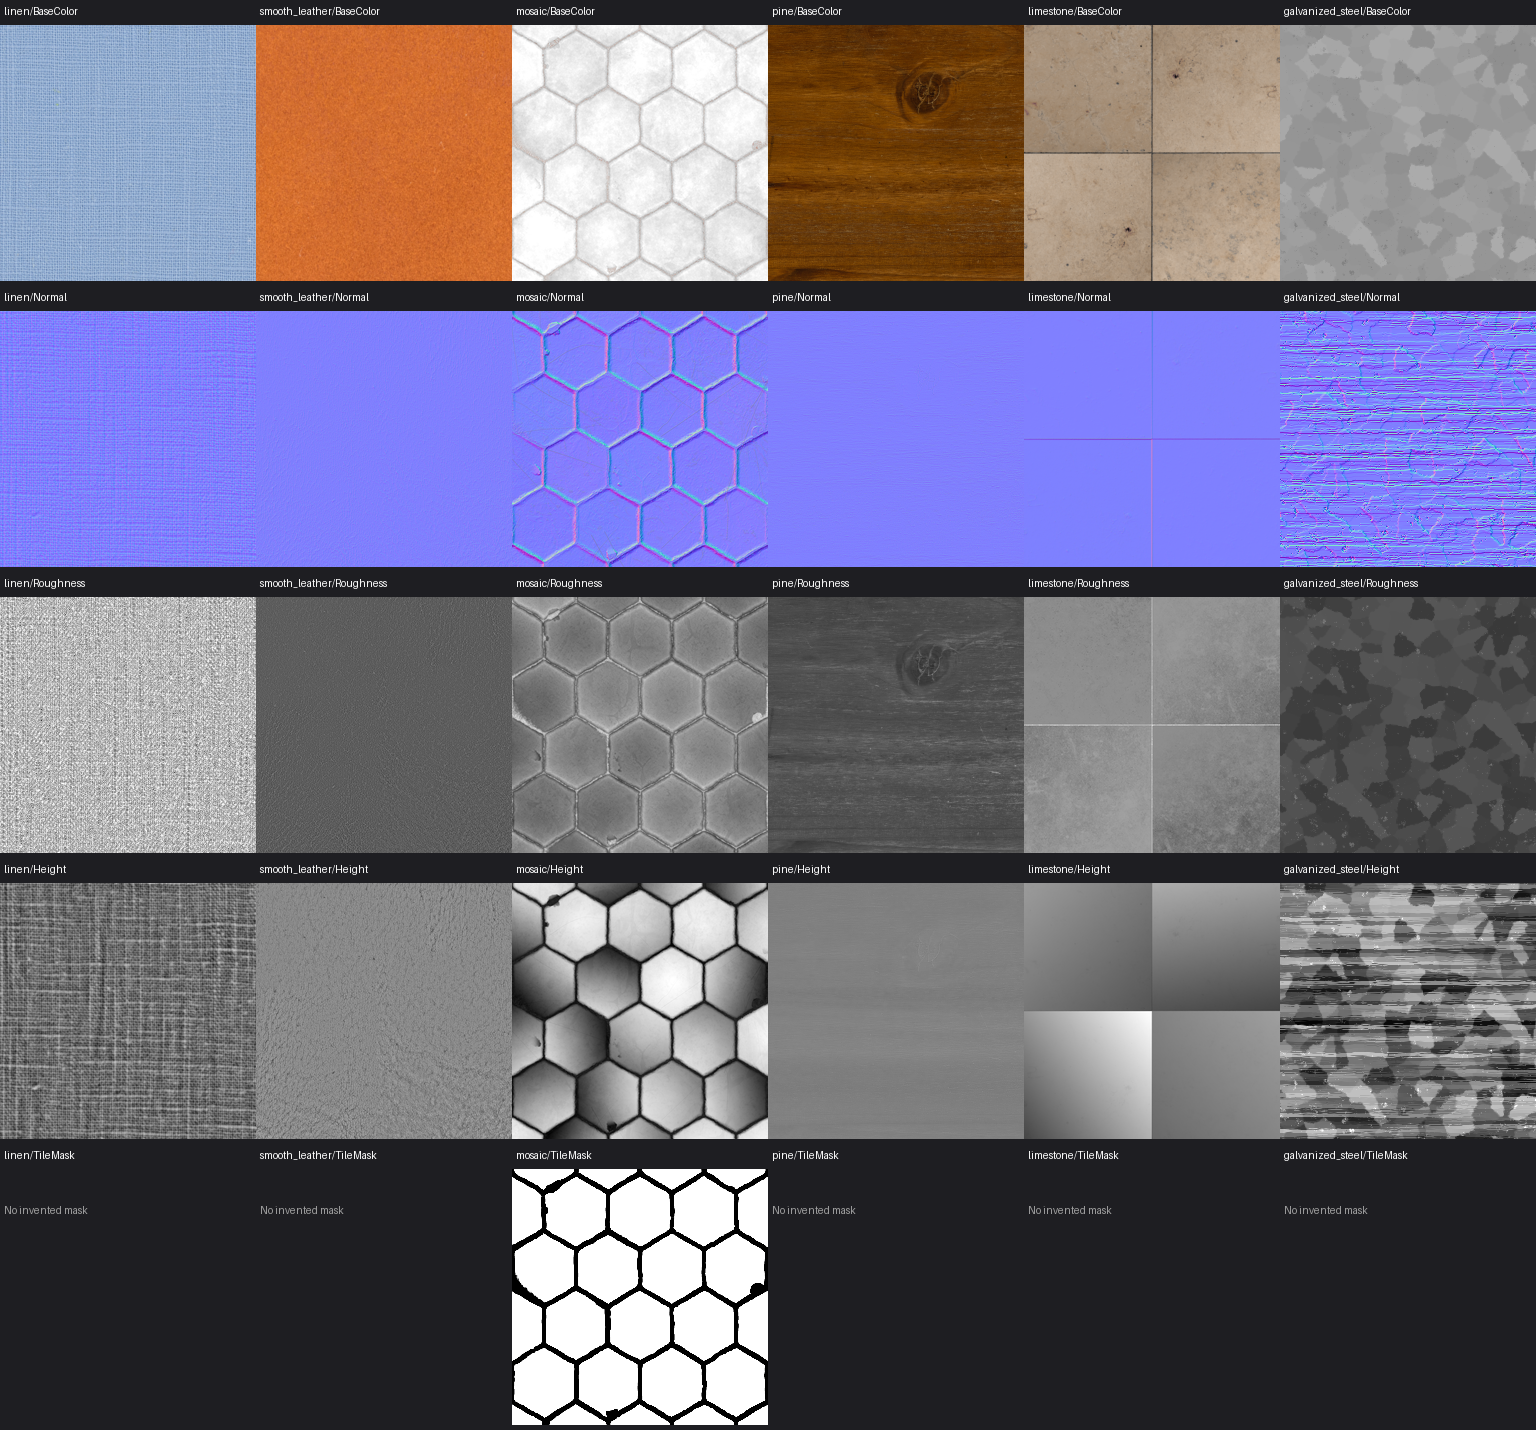 linen/BaseColor
smooth_leather/BaseColor
mosaic/BaseColor
pine/BaseColor
limestone/BaseColor
galvanized_steel/BaseColor
linen/Normal
smooth_leather/Normal
mosaic/Normal
pine/Normal
limestone/Normal
galvanized_steel/Normal
linen/Roughness
smooth_leather/Roughness
mosaic/Roughness
pine/Roughness
limestone/Roughness
galvanized_steel/Roughness
linen/Height
smooth_leather/Height
mosaic/Height
pine/Height
limestone/Height
galvanized_steel/Height
linen/TileMask
smooth_leather/TileMask
mosaic/TileMask
pine/TileMask
limestone/TileMask
galvanized_steel/TileMask
No invented mask
No invented mask
No invented mask
No invented mask
No invented mask